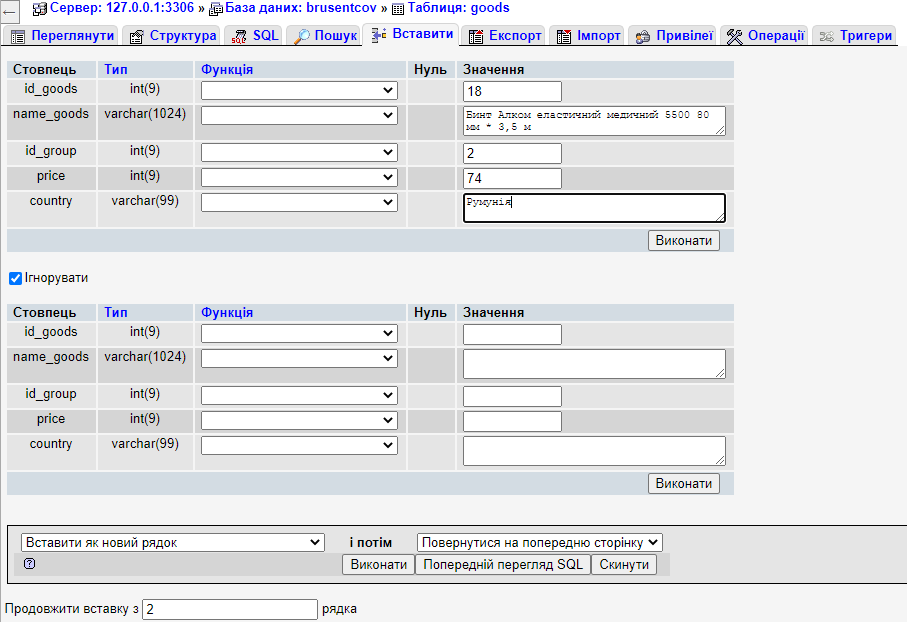 Сервер: 127.0.0.1:3306 » База даних: brusentcov » Таблиця: goods
Переглянути Структура SQL Пошук Вставити Експорт Імпорт Привілеї Операції Тригери
Стовпець Тип Функція Нуль Значення
id_goods int(9) 18
name_goods varchar(1024) Бинт Алком еластичний медичний 5500 80
мм * 3,5 м
id_group int(9) 2
price int(9) 74
country varchar(99) Румунія
Виконати
Ігнорувати
Стовпець Тип Функція Нуль Значення
id_goods int(9)
name_goods varchar(1024)
id_group int(9)
price int(9)
country varchar(99)
Виконати
Вставити як новий рядок і потім Повернутися на попередню сторінку
Виконати Попередній перегляд SQL Скинути
Продовжити вставку з 2 рядка